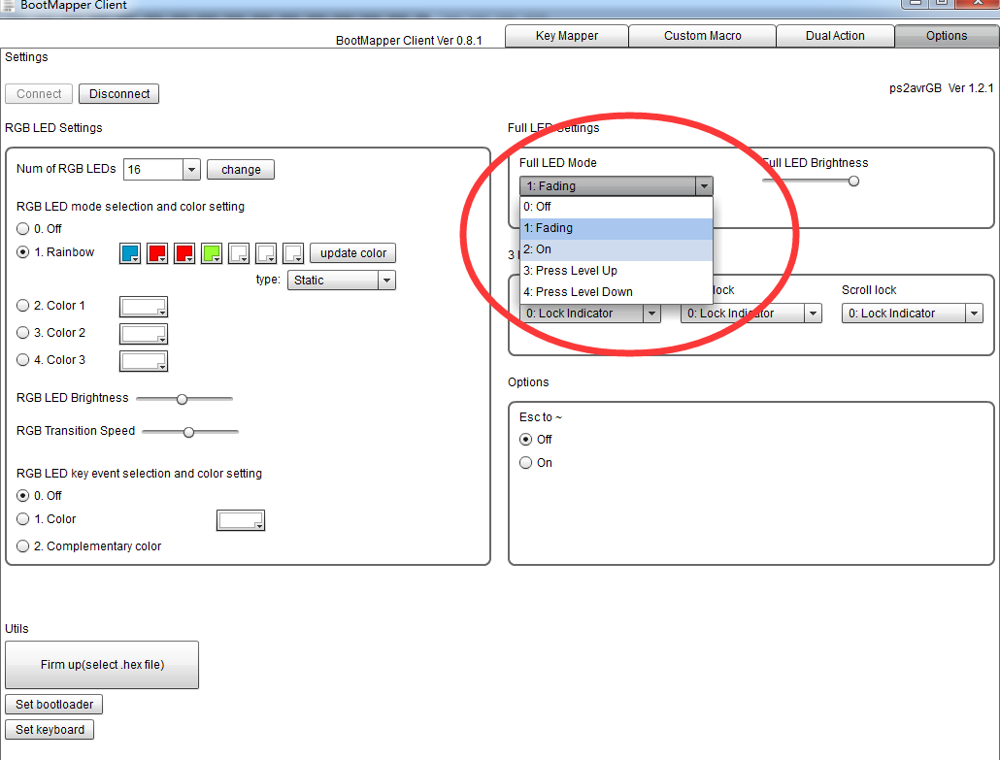 BootMapper Client
BootMapper Client Ver 0.8.1
Key Mapper
Custom Macro
Dual Action
Options
Settings
Connect
Disconnect
ps2avrGB Ver 1.2.1
RGB LED Settings
Num of RGB LEDs
16
change
RGB LED mode selection and color setting
0. Off
1. Rainbow
update color
type:
Static
2. Color 1
3. Color 2
4. Color 3
RGB LED Brightness
RGB Transition Speed
RGB LED key event selection and color setting
0. Off
1. Color
2. Complementary color
Full LED Settings
Full LED Mode
Full LED Brightness
1: Fading
0: Off
1: Fading
2: On
3: Press Level Up
4: Press Level Down
3
lock
Scroll lock
0: Lock Indicator
0: Lock Indicator
0: Lock Indicator
Options
Esc to ~
Off
On
Utils
Firm up(select .hex file)
Set bootloader
Set keyboard